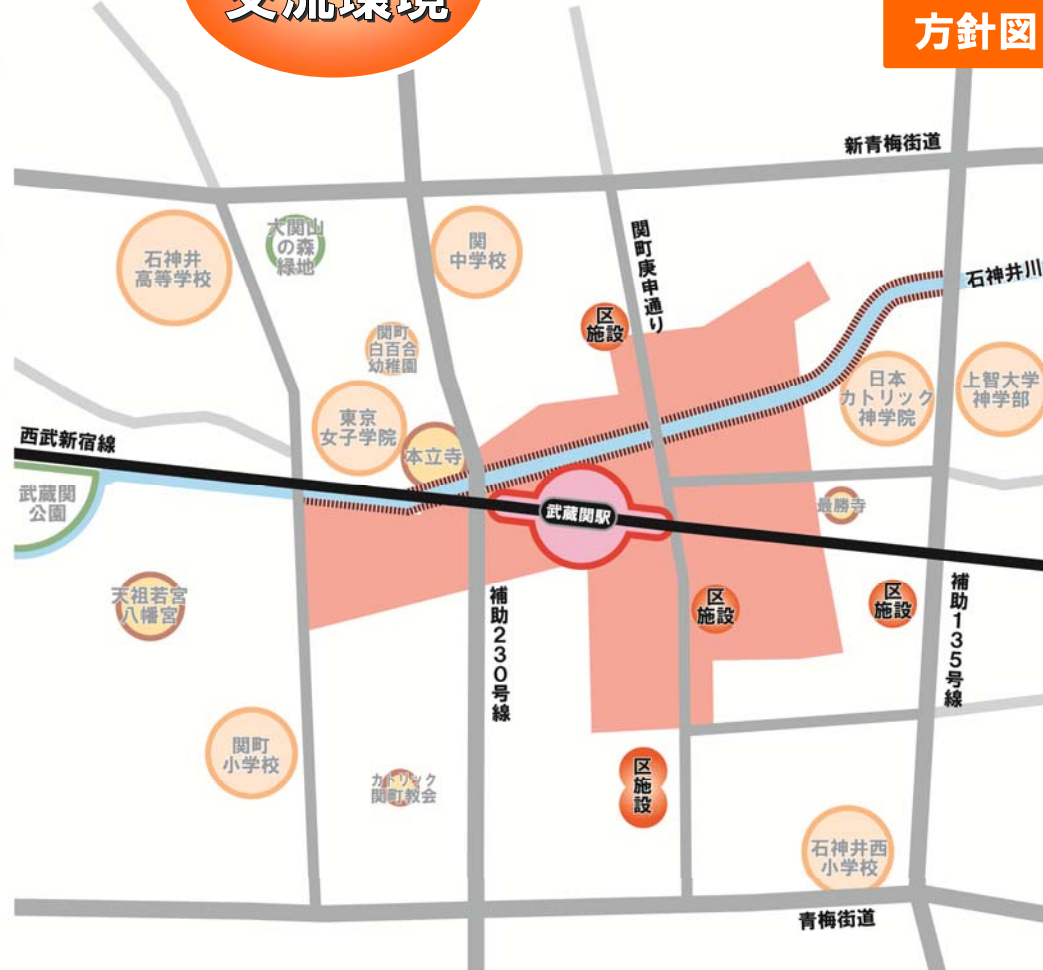 交流環境
方針図
新青梅街道
大関山
の森
緑地
関
中学校
石神井
高等学校
関町庚申通り
石神井川
区
施設
関町
白百合
幼稚園
日本
カトリック
神学院
上智大学
神学部
東京
女子学院
本立寺
西武新宿線
武蔵関
公園
最勝寺
武蔵関駅
天祖若宮
八幡宮
補助230号線
区
施設
区
施設
補助135号線
関町
小学校
カトリック
関町教会
区
施
設
石神井西
小学校
青梅街道